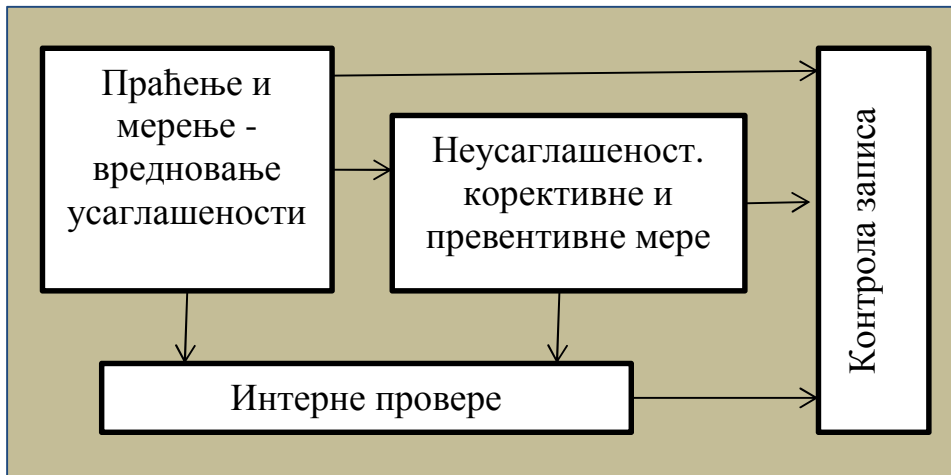 Праћење и
мерење -
вредновање
усаглашености
Неусаглашеност.
корективне и
превентивне мере
Интерне провере
Контрола записа